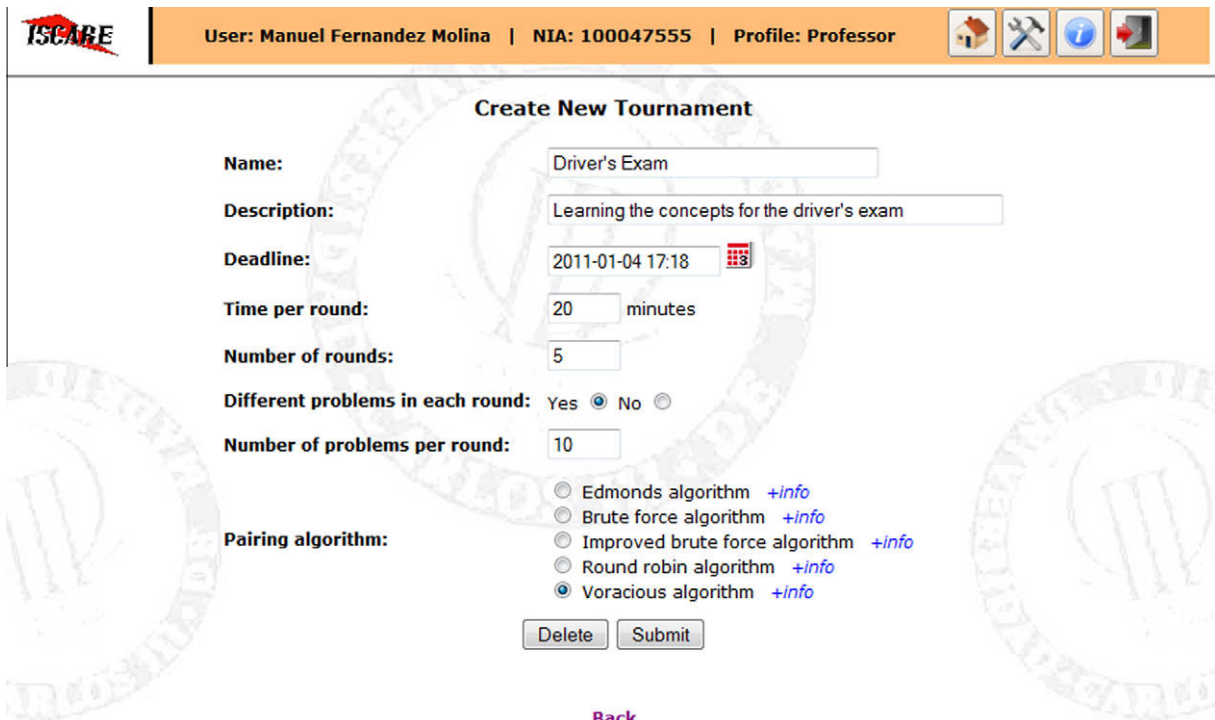 ISCARE
User: Manuel Fernandez Molina | NIA: 100047555 | Profile: Professor
Create New Tournament
Name: Driver's Exam
Description: Learning the concepts for the driver's exam
Deadline: 2011-01-04 17:18
Time per round: 20 minutes
Number of rounds: 5
Different problems in each round: Yes No
Number of problems per round: 10
Edmonds algorithm +info
Brute force algorithm +info
Pairing algorithm: Improved brute force algorithm +info
Round robin algorithm +info
Voracious algorithm +info
Delete Submit
Back